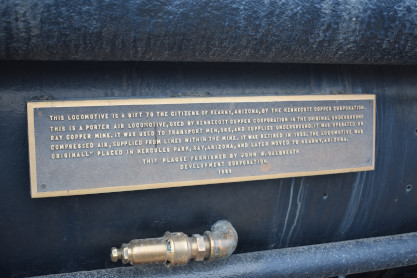 THIS LOCOMOTIVE IS A GIFT TO THE CITIZENS OF KEARNY, ARIZONA, BY THE KENNECOTT COPPER CORPORATION.
THIS IS A PORTER AIR LOCOMOTIVE, USED BY KENNECOTT COPPER CORPORATION IN THE ORIGINAL UNDERGROUND
RAY COPPER MINE. IT WAS USED TO TRANSPORT MEN, ORE, AND SUPPLIES UNDERGROUND. IT WAS OPERATED ON
COMPRESSED AIR, SUPPLIED FROM LINES WITHIN THE MINE. IT WAS RETIRED IN THE LOCOMOTIVE WAS
ORIGINALLY PLACED IN HERCULES PARK, RAY, ARIZONA, AND LATER MOVED TO KEARNY, ARIZONA.
THIS PLAQUE FURNISHED BY JOHN W. GALBREATH
DEVELOPMENT CORPORATION